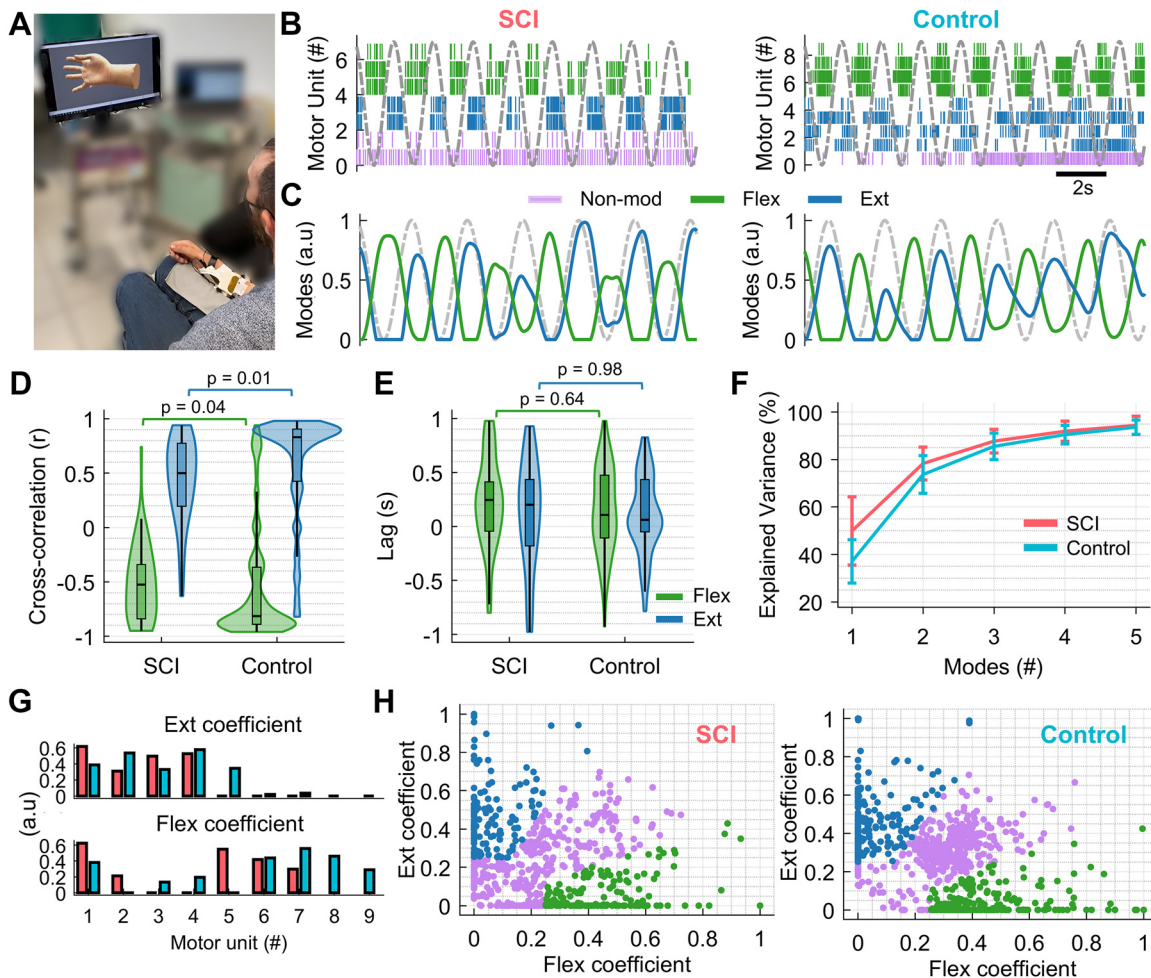 A
B
SCI
Control
Motor Unit (#)
6
4
2
0
Motor Unit (#)
8
6
4
2
0
2s
C
Non-mod
Flex
Ext
Modes (a.u)
1
0.5
0
Modes (a.u)
1
0.5
0
D
p = 0.01
p = 0.04
Cross-correlation (r)
1
0.5
0
-0.5
-1
SCI
Control
E
p = 0.98
p = 0.64
Lag (s)
1
0.5
0
-0.5
-1
Flex
Ext
SCI
Control
F
Explained Variance (%)
100
80
60
40
20
SCI
Control
1 2 3 4 5
Modes (#)
G
Ext coefficient
0.6
0.2
(a.u)
Flex coefficient
0.6
0.2
0
1 2 3 4 5 6 7 8 9
Motor unit (#)
H
SCI
Ext coefficient
1
0.8
0.6
0.4
0.2
0
0 0.2 0.4 0.6 0.8 1
Flex coefficient
Control
Ext coefficient
1
0.8
0.6
0.4
0.2
0
0 0.2 0.4 0.6 0.8 1
Flex coefficient